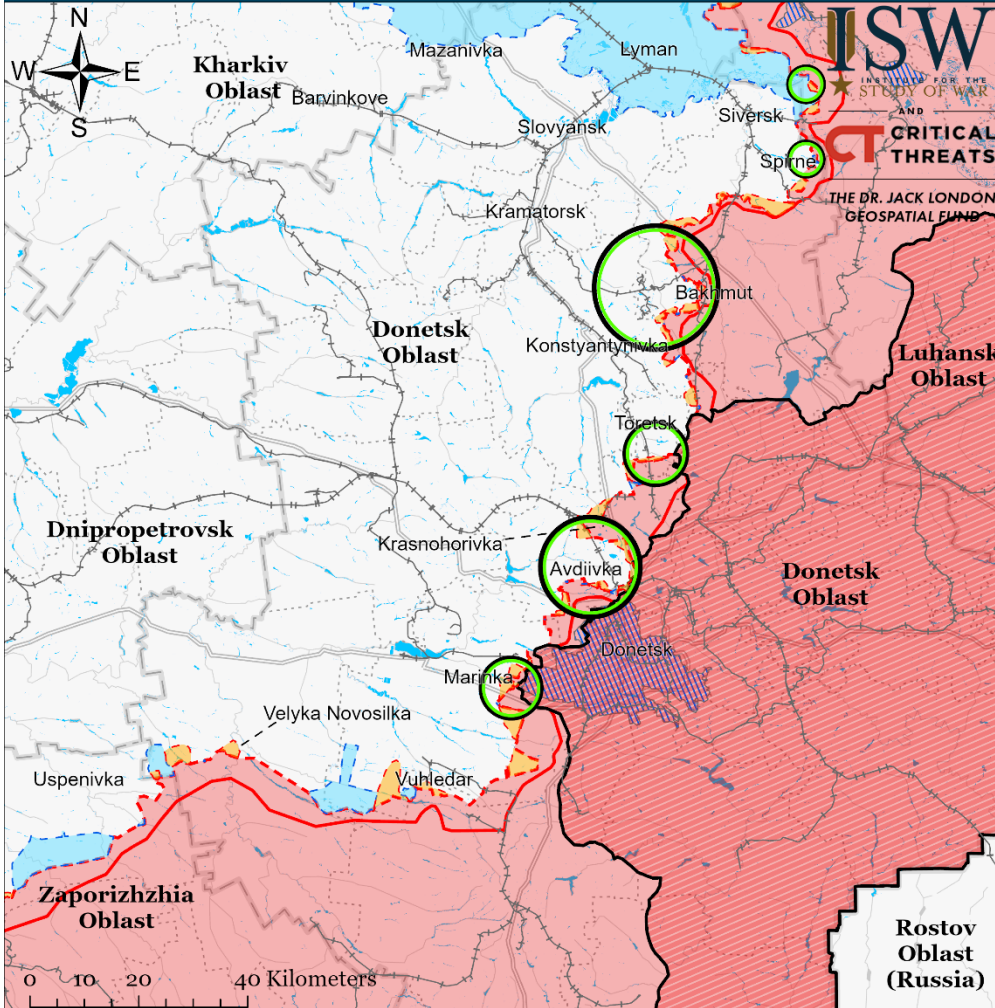 N
W E
S
ISW
INSTITUTE FOR THE
STUDY OF WAR
AND
CT CRITICAL
THREATS
THE DR. JACK LONDON
GEOSPATIAL FUND
Mazanivka
Lyman
Kharkiv
Oblast
Barvinkove
Slovyansk
Siversk
Spirne
Kramatorsk
Bakhmut
Donetsk
Oblast
Konstyantynivka
Luhansk
Oblast
Toretsk
Dnipropetrovsk
Oblast
Krasnohorivka
Avdiivka
Donetsk
Oblast
Donetsk
Marinka
Velyka Novosilka
Uspenivka
Vuhledar
Zaporizhzhia
Oblast
Rostov
Oblast
(Russia)
0 10 20 40 Kilometers